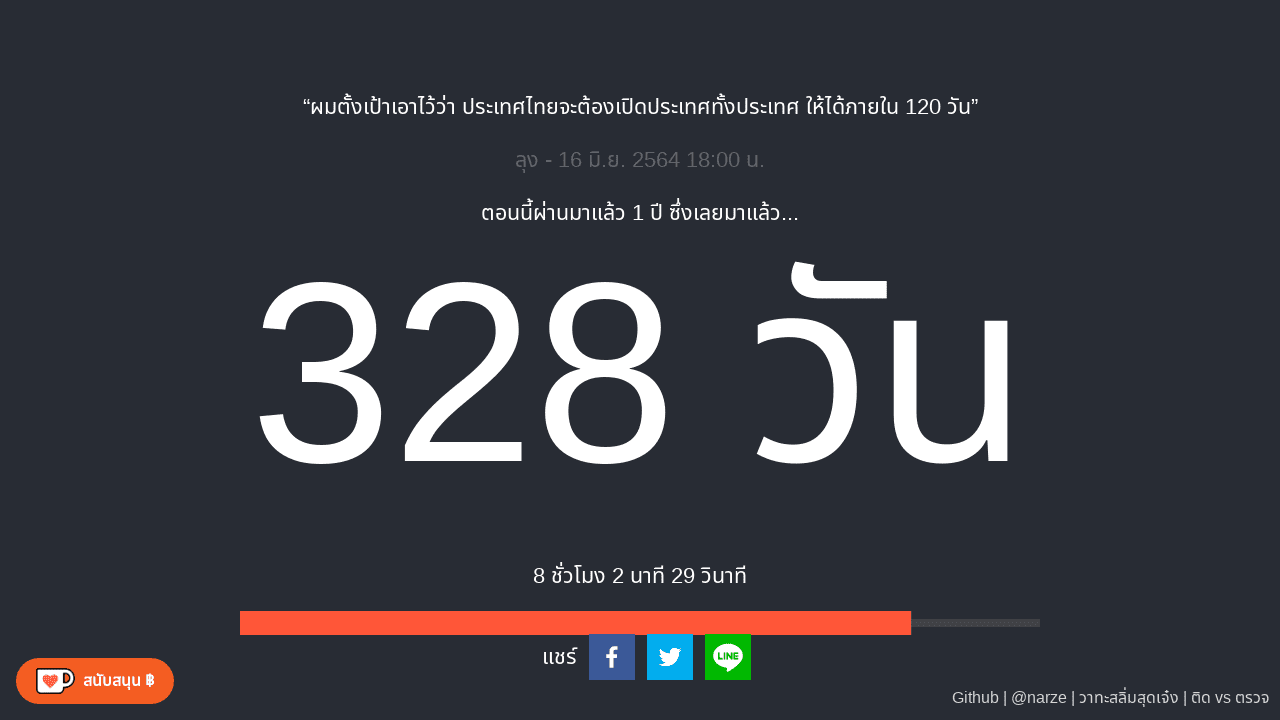 “ผมตั้งเป้าเอาไว้ว่า ประเทศไทยจะต้องเปิดประเทศทั้งประเทศ ให้ได้ภายใน 120 วัน”
ลุง - 16 มิ.ย. 2564 18:00 น.
ตอนนี้ผ่านมาแล้ว 1 ปี ซึ่งเลยมาแล้ว...
328 วัน
8 ชั่วโมง 2 นาที 29 วินาที
แชร์
LINE
สนับสนุน ฿
Github | @narze | วาทะสลิ่มสุดเจ๋ง | ติด vs ตรวจ